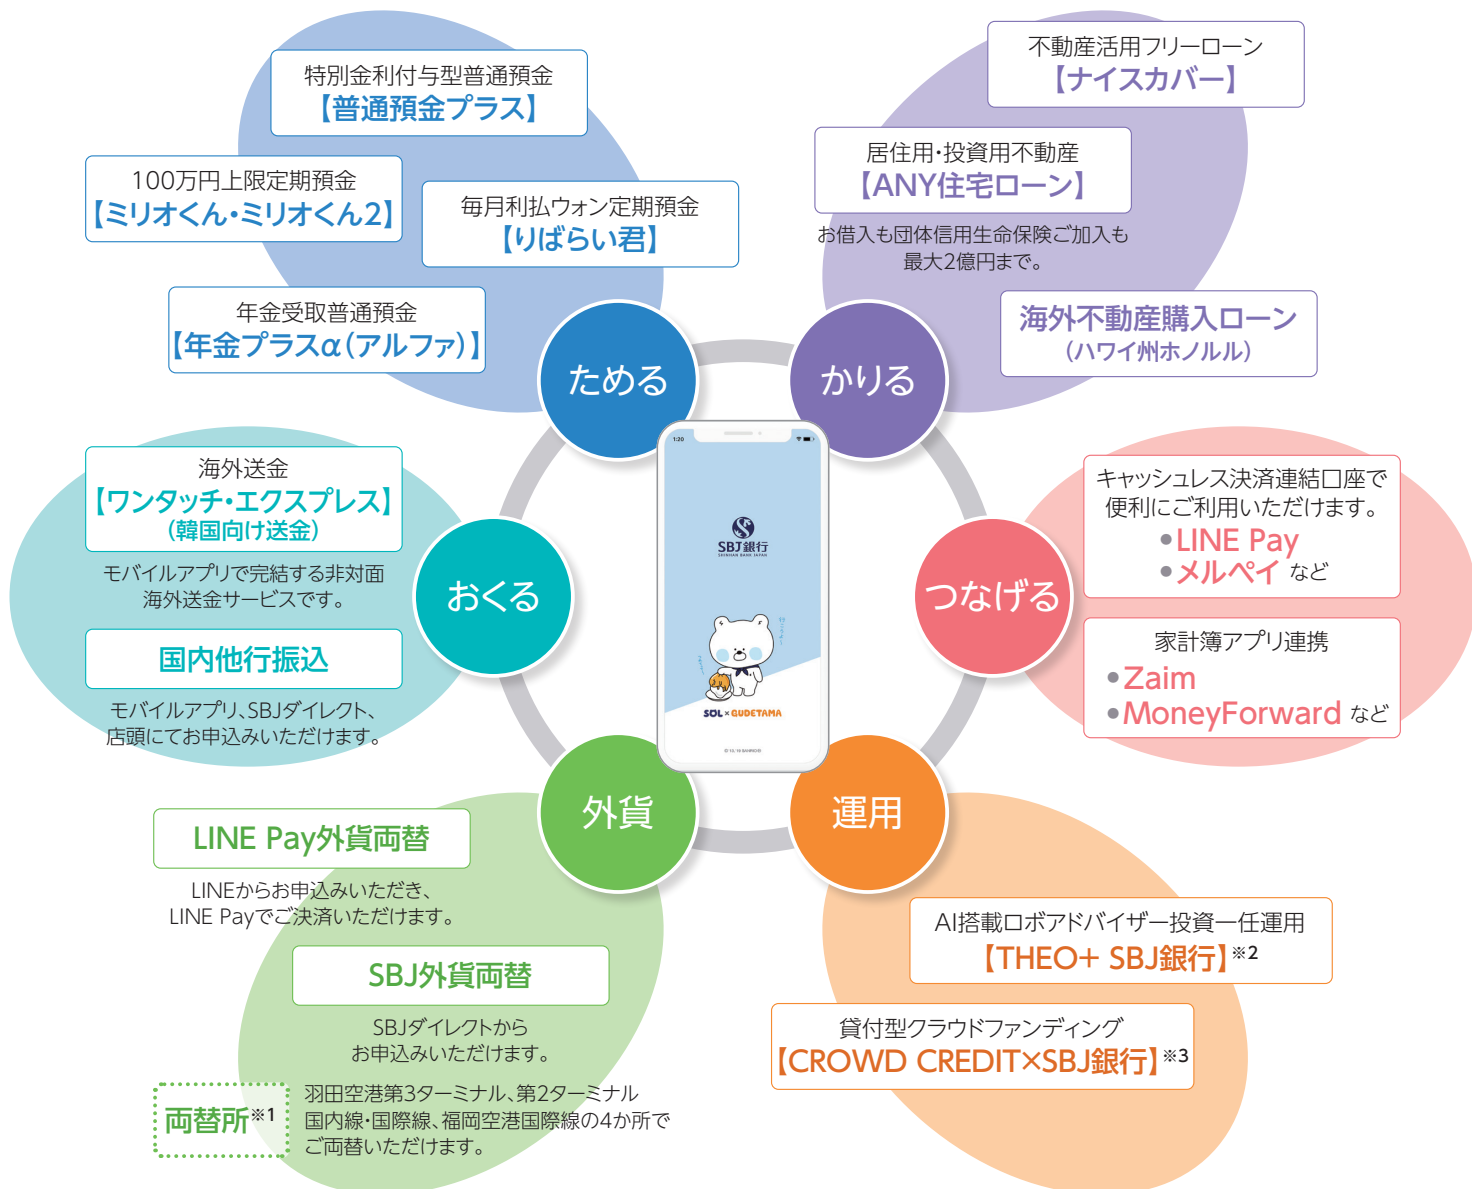 特別金利付与型普通預金
【普通預金プラス】
100万円上限定期預金
【ミリオくん・ミリオくん2】
毎月利払ウォン定期預金
【りばらい君】
年金受取普通預金
【年金プラスα(アルファ)】
ためる
不動産活用フリーローン
【ナイスカバー】
居住用・投資用不動産
【ANY住宅ローン】
お借入も団体信用生命保険ご加入も
最大2億円まで。
海外不動産購入ローン
(ハワイ州ホノルル)
かりる
海外送金
【ワンタッチ・エクスプレス】
(韓国向け送金)
モバイルアプリで完結する非対面
海外送金サービスです。
国内他行振込
モバイルアプリ、SBJダイレクト、
店頭にてお申込みいただけます。
おくる
1:20
SBJ銀行
SHINHAN BANK JAPAN
SOL×GUDETAMA
つなげる
キャッシュレス決済連結口座で
便利にご利用いただけます。
●LINE Pay
●メルペイ など
家計簿アプリ連携
●Zaim
●MoneyForward など
外貨
LINE Pay外貨両替
LINEからお申込みいただき、
LINE Payでご決済いただけます。
SBJ外貨両替
SBJダイレクトから
お申込みいただけます。
両替所※1
羽田空港第3ターミナル、第2ターミナル
国内線・国際線、福岡空港国際線の4か所で
ご両替いただけます。
運用
AI搭載ロボアドバイザー投資一任運用
【THEO+ SBJ銀行】※2
貸付型クラウドファンディング
【CROWD CREDIT×SBJ銀行】※3